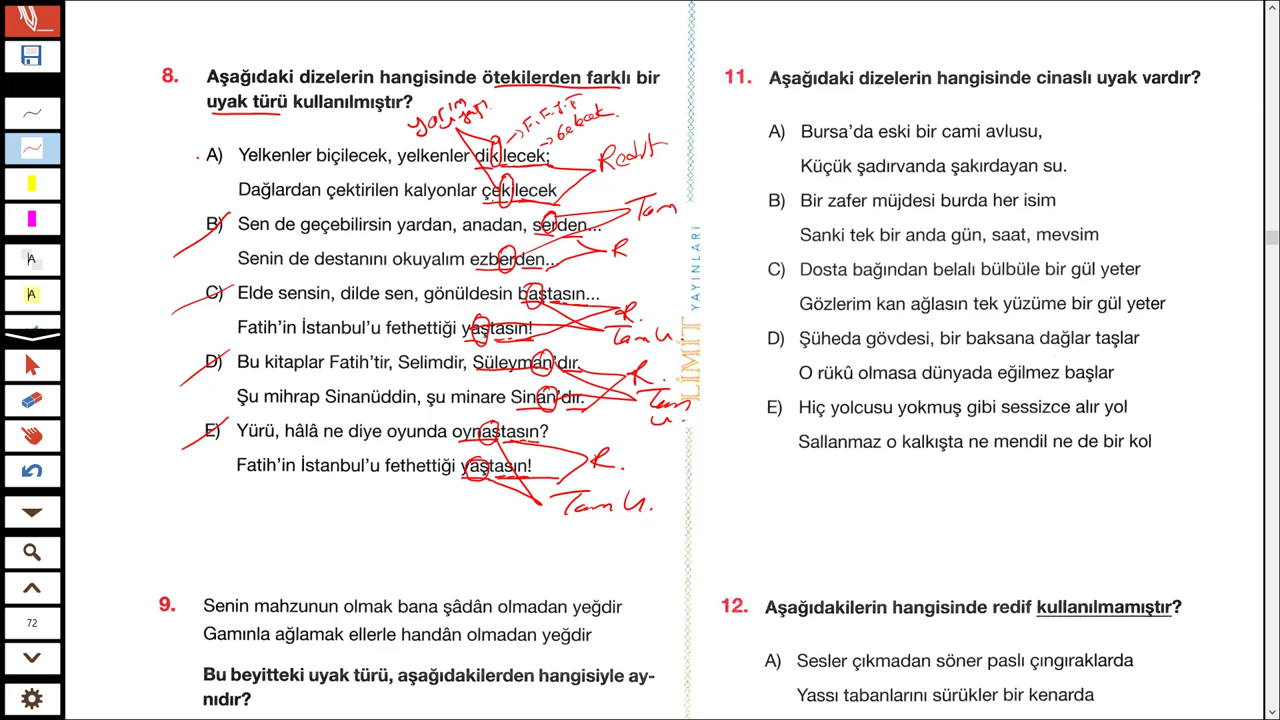 8. Aşağıdaki dizelerin hangisinde ötekilerden farklı bir
uyak türü kullanılmıştır?
yarım
→ F.
→ Gelecek
A) Yelkenler biçilecek, yelkenler dikilecek;
Dağlardan çektirilen kalyonlar çekilecek
Redif
B) Sen de geçebilirsin yardan, anadan, serden...
Senin de destanını okuyalım ezberden...
Tam
R
C) Elde sensin, dilde sen, gönüldesin baştasın...
Fatih'in İstanbul'u fethettiği yaştasın!
R.
Tam U.
D) Bu kitaplar Fatih'tir, Selimdir, Süleyman'dır.
Şu mihrap Sinanüddin, şu minare Sinan'dır.
R.
Tam
u.
E) Yürü, hâlâ ne diye oyunda oynaştasın?
Fatih'in İstanbul'u fethettiği yaştasın!
R.
Tam U.
9. Senin mahzunun olmak bana şâdân olmadan yeğdir
Gamınla ağlamak ellerle handân olmadan yeğdir
Bu beyitteki uyak türü, aşağıdakilerden hangisiyle ay-
nıdır?
LİMİT YAYINLARI
11. Aşağıdaki dizelerin hangisinde cinaslı uyak vardır?
A) Bursa'da eski bir cami avlusu,
Küçük şadırvanda şakırdayan su.
B) Bir zafer müjdesi burda her isim
Sanki tek bir anda gün, saat, mevsim
C) Dosta bağından belalı bülbüle bir gül yeter
Gözlerim kan ağlasın tek yüzüme bir gül yeter
D) Şüheda gövdesi, bir baksana dağlar taşlar
O rükû olmasa dünyada eğilmez başlar
E) Hiç yolcusu yokmuş gibi sessizce alır yol
Sallanmaz o kalkışta ne mendil ne de bir kol
12. Aşağıdakilerin hangisinde redif kullanılmamıştır?
A) Sesler çıkmadan söner paslı çıngıraklarda
Yassı tabanlarını sürükler bir kenarda
A
A
72